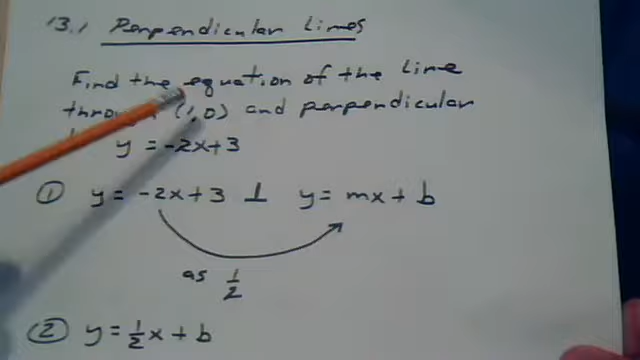 13.1 Perpendicular Lines
Find the equation of the line
(1,0) and perpendicular
y = -2x+3
① y = -2x+3 ⊥ y = mx + b
as 1/2
② y = 1/2 x + b